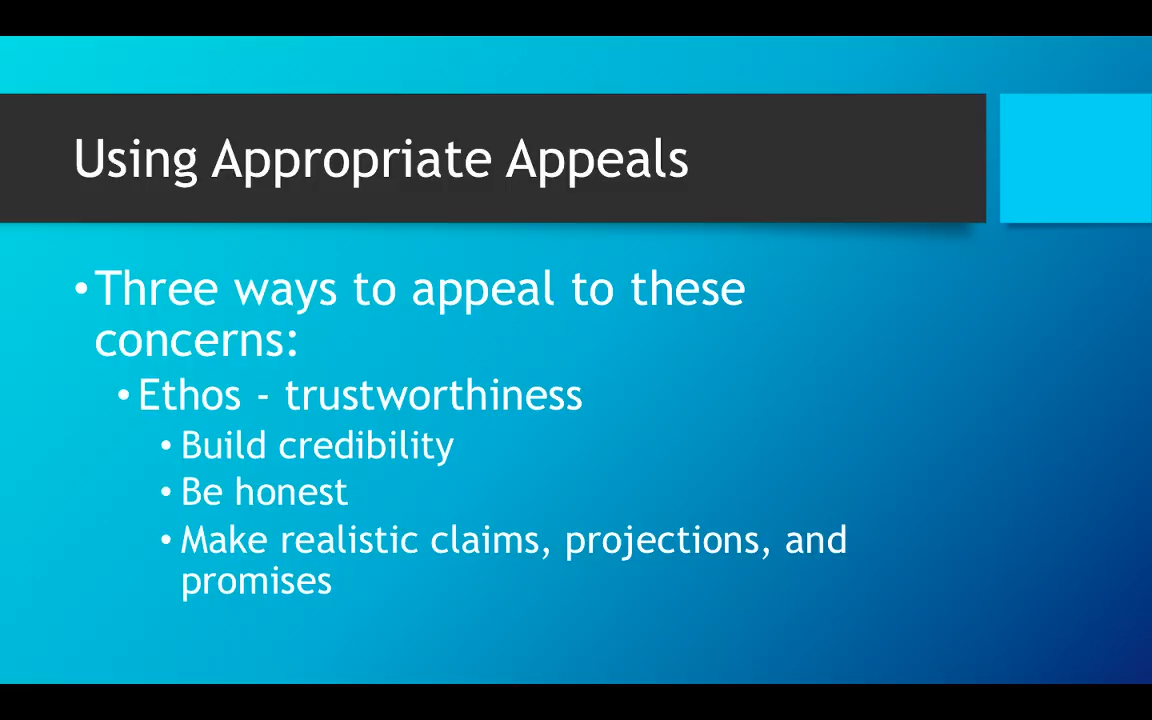 Using Appropriate Appeals
•Three ways to appeal to these
concerns:
•Ethos - trustworthiness
•Build credibility
•Be honest
•Make realistic claims, projections, and
promises